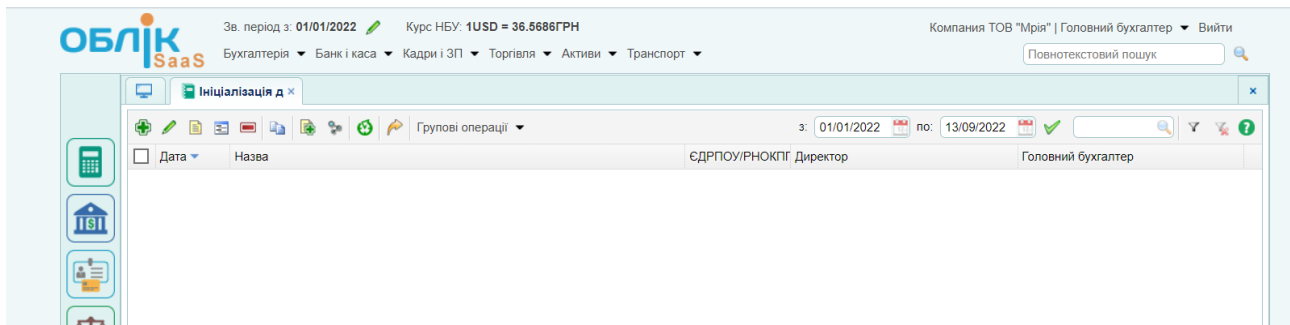 ОБЛІК SaaS
Зв. період з: 01/01/2022 Курс НБУ: 1USD = 36.5686ГРН
Компания ТОВ "Мрія" | Головний бухгалтер Вийти
Бухгалтерія Банк і каса Кадри і ЗП Торгівля Активи Транспорт
Повнотекстовий пошук
Ініціалізація д
Групові операції з: 01/01/2022 по: 13/09/2022
Дата Назва ЄДРПОУ/РНОКПГ Директор Головний бухгалтер